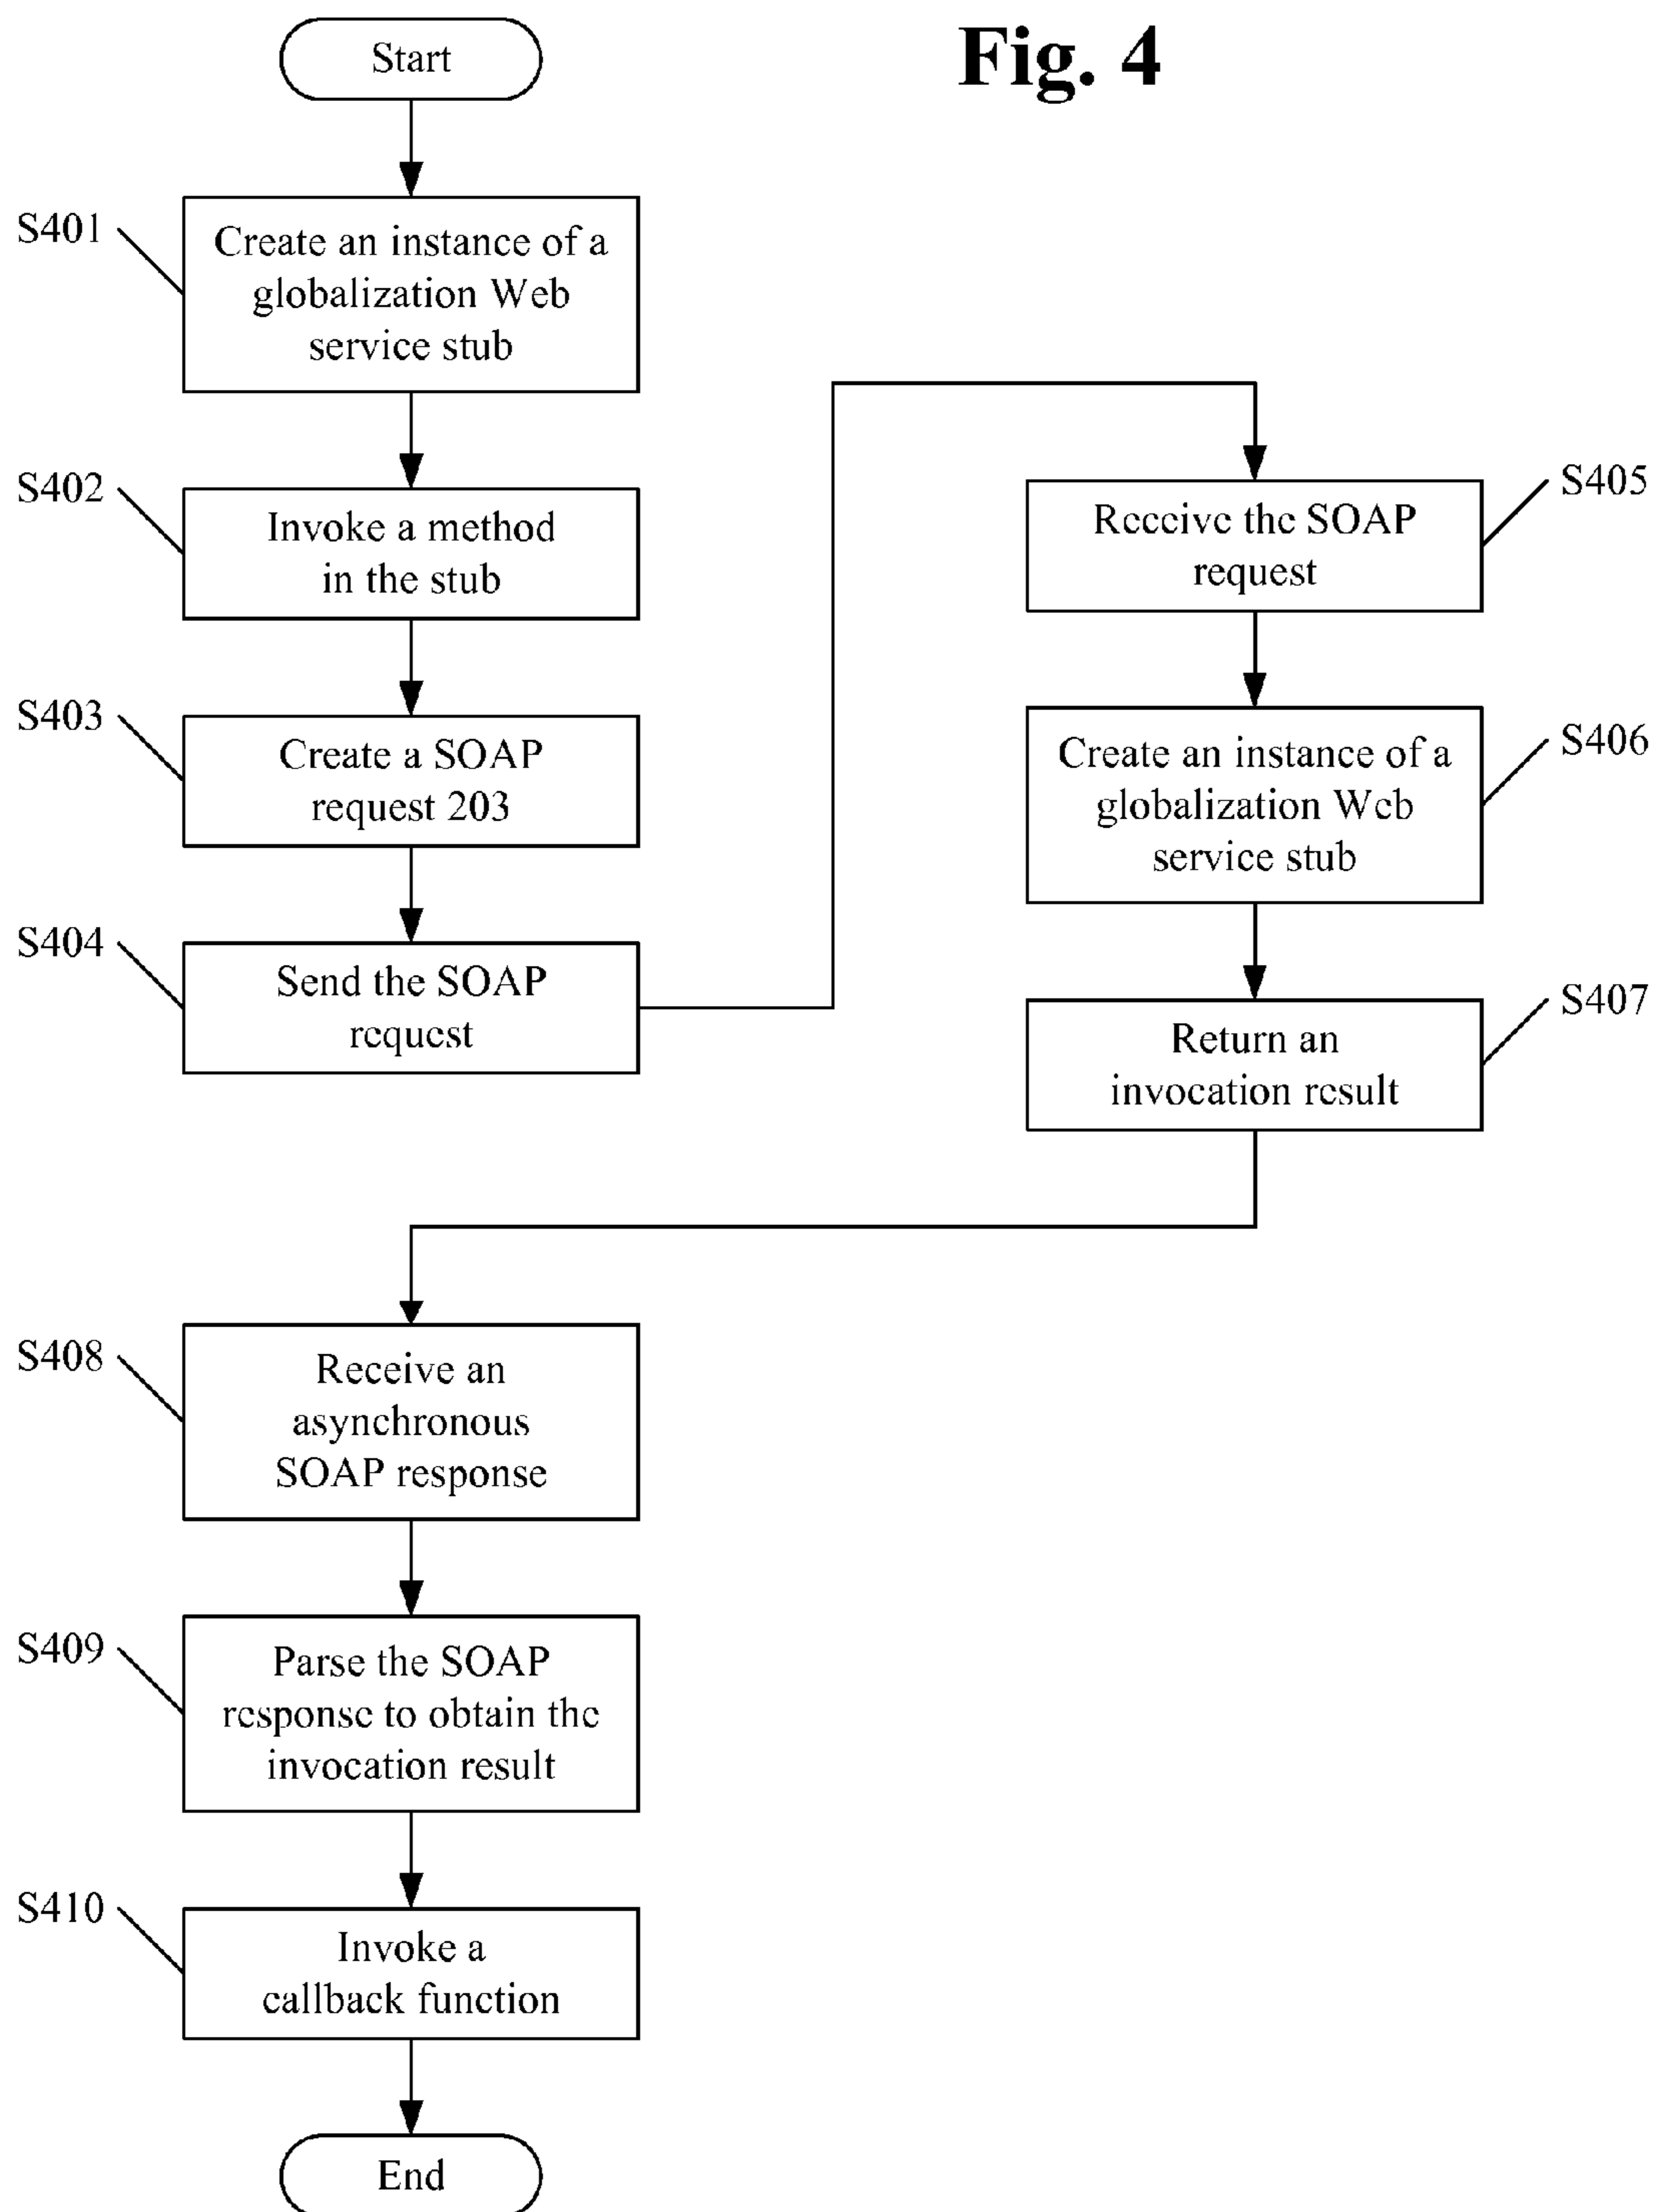 Fig. 4
Start
S401
Create an instance of a
globalization Web
service stub
S402
Invoke a method
in the stub
S403
Create a SOAP
request 203
S404
Send the SOAP
request
S405
Receive the SOAP
request
S406
Create an instance of a
globalization Web
service stub
S407
Return an
invocation result
S408
Receive an
asynchronous
SOAP response
S409
Parse the SOAP
response to obtain the
invocation result
S410
Invoke a
callback function
End